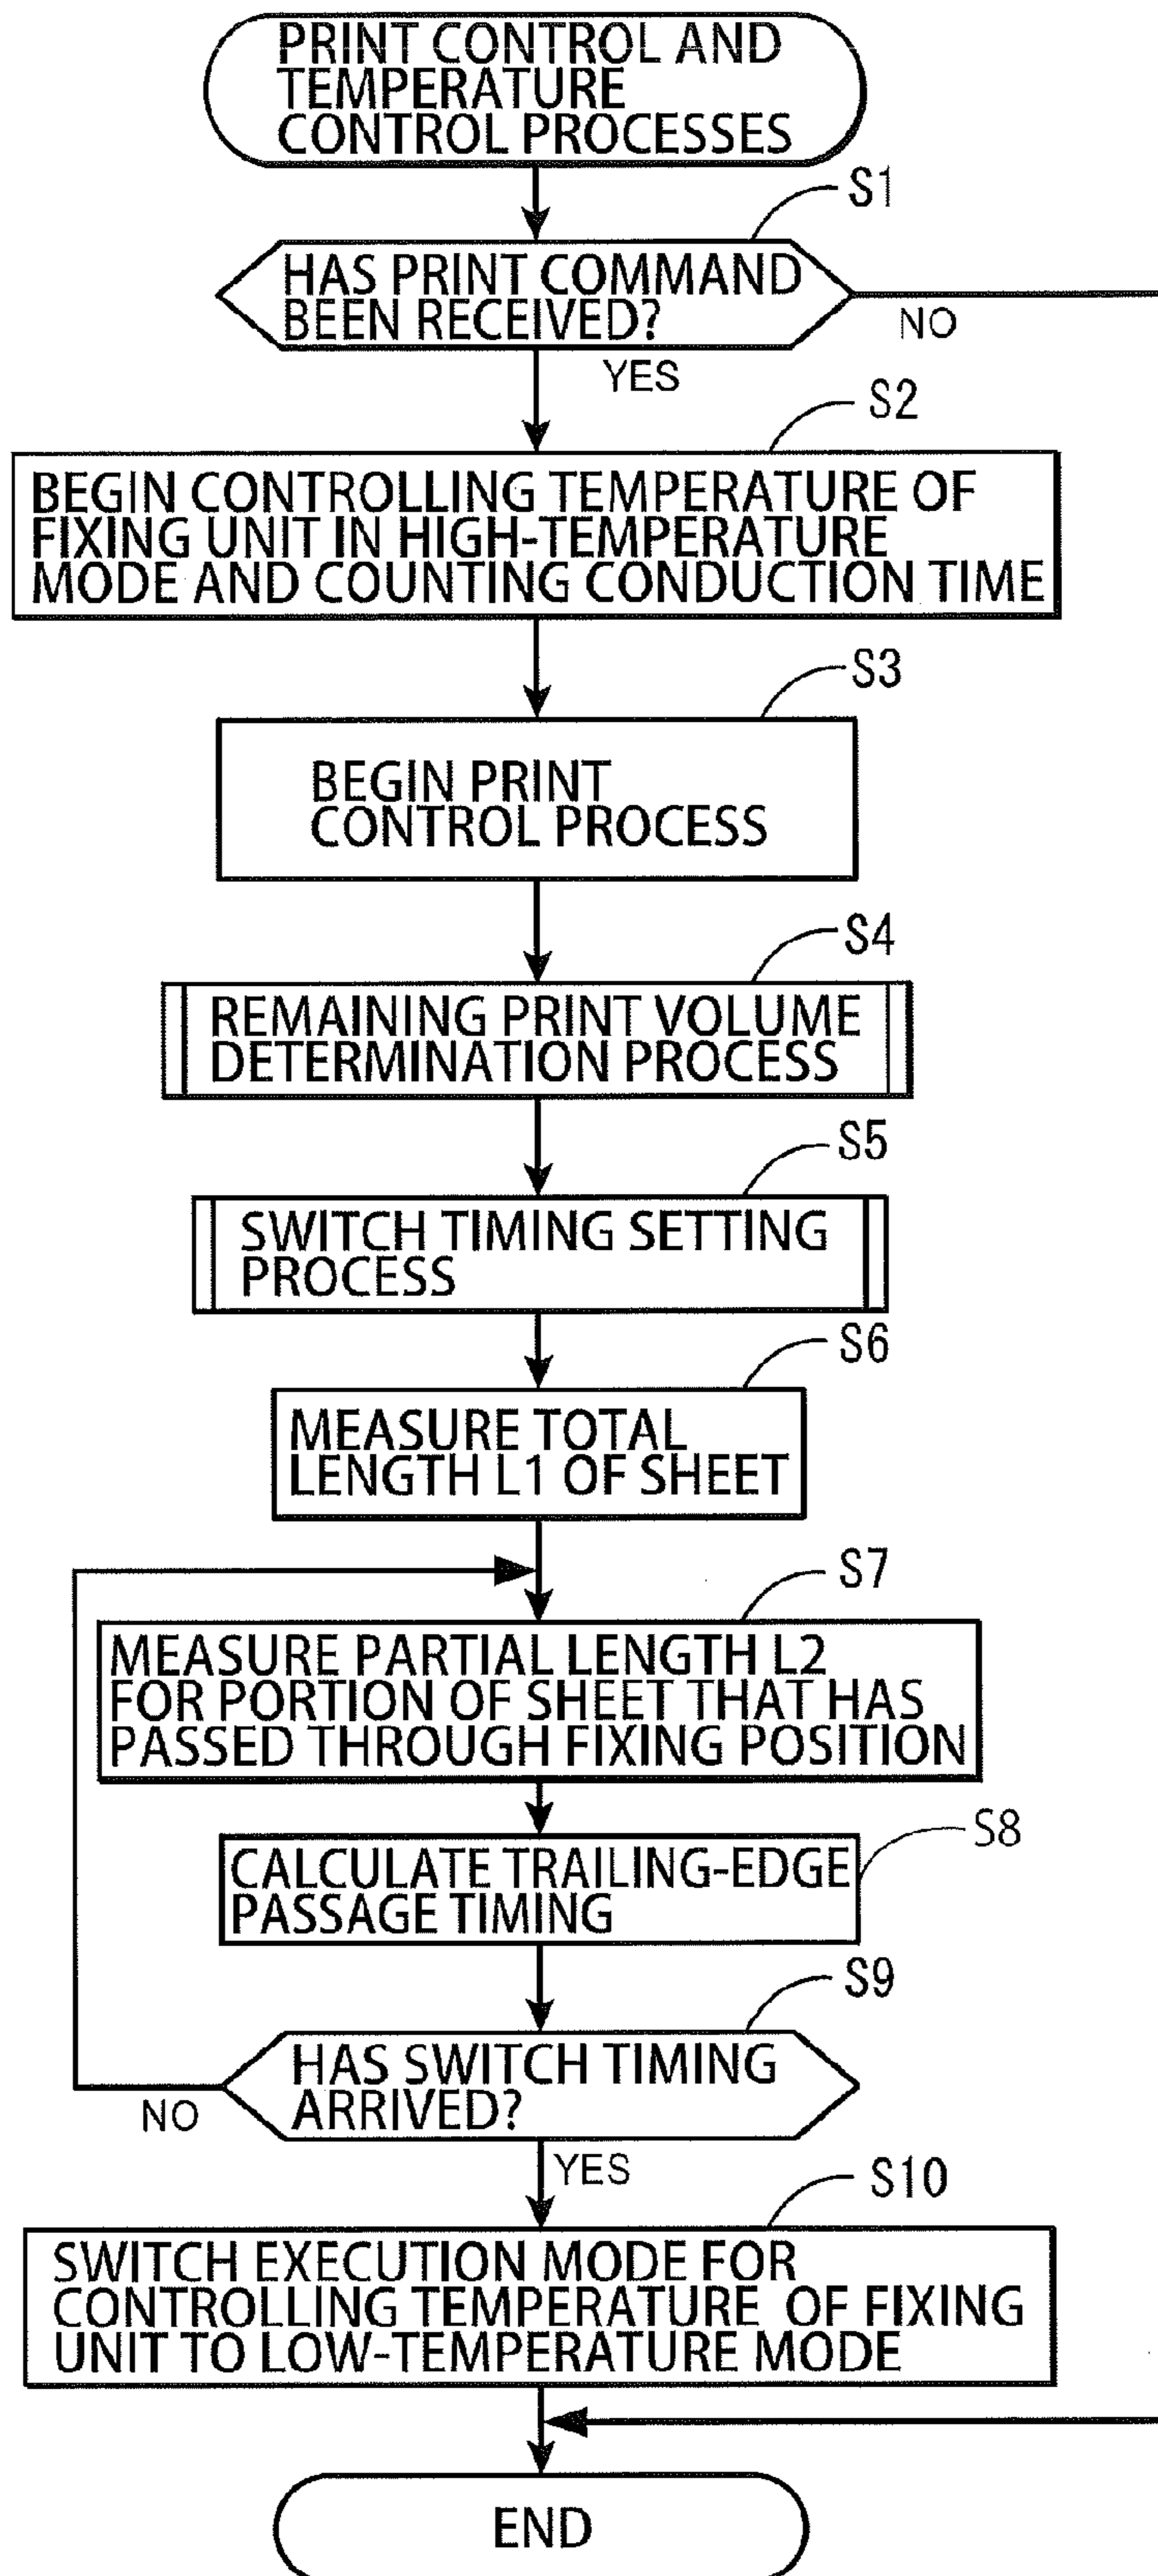 PRINT CONTROL AND
TEMPERATURE
CONTROL PROCESSES
S1
HAS PRINT COMMAND
BEEN RECEIVED?
NO
YES
S2
BEGIN CONTROLLING TEMPERATURE OF
FIXING UNIT IN HIGH-TEMPERATURE
MODE AND COUNTING CONDUCTION TIME
S3
BEGIN PRINT
CONTROL PROCESS
S4
REMAINING PRINT VOLUME
DETERMINATION PROCESS
S5
SWITCH TIMING SETTING
PROCESS
S6
MEASURE TOTAL
LENGTH L1 OF SHEET
S7
MEASURE PARTIAL LENGTH L2
FOR PORTION OF SHEET THAT HAS
PASSED THROUGH FIXING POSITION
S8
CALCULATE TRAILING-EDGE
PASSAGE TIMING
S9
HAS SWITCH TIMING
ARRIVED?
NO
YES
S10
SWITCH EXECUTION MODE FOR
CONTROLLING TEMPERATURE OF FIXING
UNIT TO LOW-TEMPERATURE MODE
END